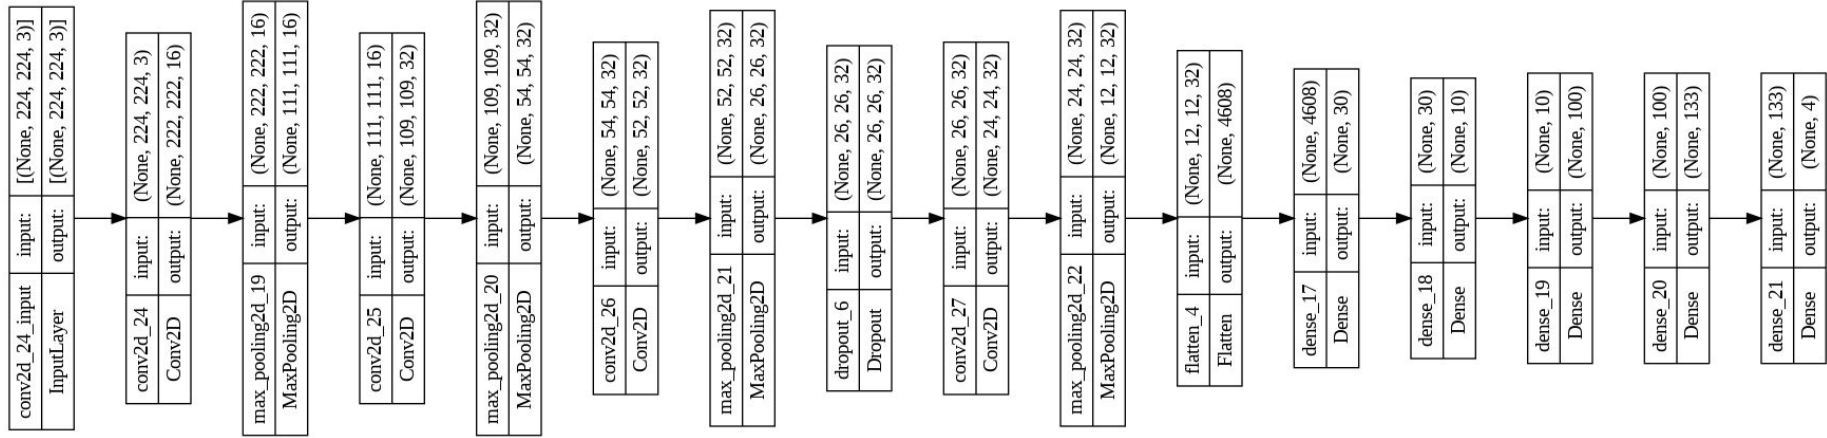 conv2d_24_input input: [(None, 224, 224, 3)]
InputLayer output: [(None, 224, 224, 3)]
conv2d_24 input: (None, 224, 224, 3)
Conv2D output: (None, 222, 222, 16)
max_pooling2d_19 input: (None, 222, 222, 16)
MaxPooling2D output: (None, 111, 111, 16)
conv2d_25 input: (None, 111, 111, 16)
Conv2D output: (None, 109, 109, 32)
max_pooling2d_20 input: (None, 109, 109, 32)
MaxPooling2D output: (None, 54, 54, 32)
conv2d_26 input: (None, 54, 54, 32)
Conv2D output: (None, 52, 52, 32)
max_pooling2d_21 input: (None, 52, 52, 32)
MaxPooling2D output: (None, 26, 26, 32)
dropout_6 input: (None, 26, 26, 32)
Dropout output: (None, 26, 26, 32)
conv2d_27 input: (None, 26, 26, 32)
Conv2D output: (None, 24, 24, 32)
max_pooling2d_22 input: (None, 24, 24, 32)
MaxPooling2D output: (None, 12, 12, 32)
flatten_4 input: (None, 12, 12, 32)
Flatten output: (None, 4608)
dense_17 input: (None, 4608)
Dense output: (None, 30)
dense_18 input: (None, 30)
Dense output: (None, 10)
dense_19 input: (None, 10)
Dense output: (None, 100)
dense_20 input: (None, 100)
Dense output: (None, 133)
dense_21 input: (None, 133)
Dense output: (None, 4)